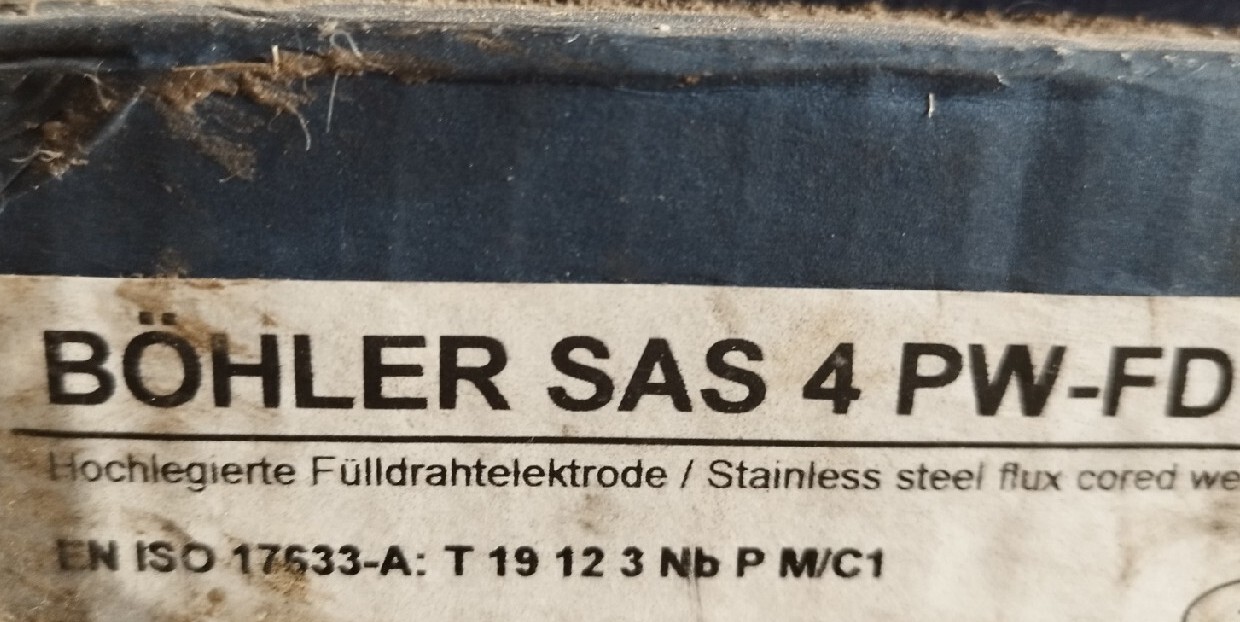 BÖHLER SAS 4 PW-FD
Hochlegierte Fülldrahtelektrode / Stainless steel flux cored we
EN ISO 17633-A: T 19 12 3 Nb P M/C1